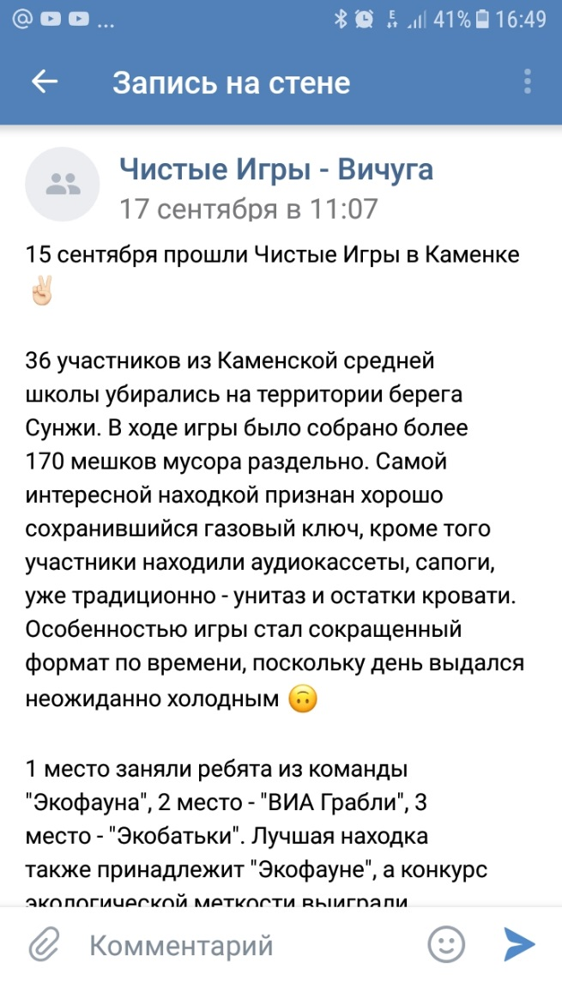 @ ... 41% 16:49
Запись на стене
Чистые Игры - Вичуга
17 сентября в 11:07
15 сентября прошли Чистые Игры в Каменке
✌🏻
36 участников из Каменской средней
школы убирались на территории берега
Сунжи. В ходе игры было собрано более
170 мешков мусора раздельно. Самой
интересной находкой признан хорошо
сохранившийся газовый ключ, кроме того
участники находили аудиокассеты, сапоги,
уже традиционно - унитаз и остатки кровати.
Особенностью игры стал сокращенный
формат по времени, поскольку день выдался
неожиданно холодным 🙃
1 место заняли ребята из команды
"Экофауна", 2 место - "ВИА Грабли", 3
место - "Экобатьки". Лучшая находка
также принадлежит "Экофауне", а конкурс
экологической меткости выиграли
Комментарий